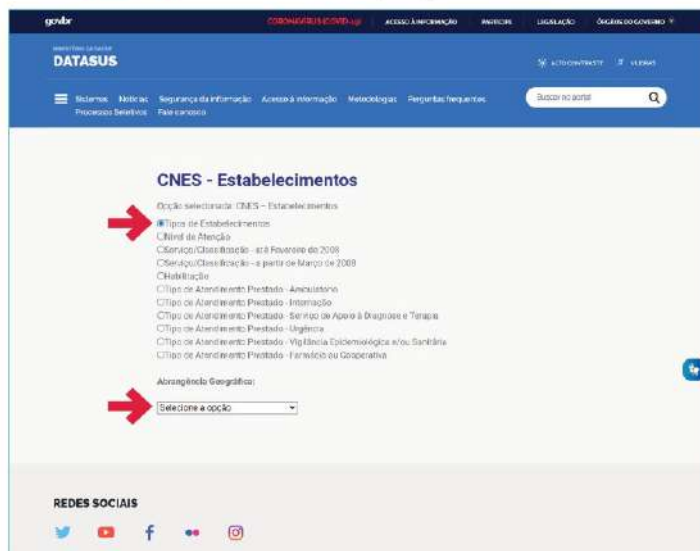 govbr
CORONAVÍRUS (COVID-19) ACESSO À INFORMAÇÃO PARTICIPE LEGISLAÇÃO ÓRGÃOS DO GOVERNO
MINISTÉRIO DA SAÚDE
DATASUS
ALTO CONTRASTE VLIBRAS
Sistemas Notícias Segurança da informação Acesso à informação Metodologias Perguntas frequentes
Processos Seletivos Fale conosco
Buscar no portal
CNES - Estabelecimentos
Opção selecionada: CNES – Estabelecimentos
Tipos de Estabelecimentos
Nível de Atenção
Serviço/Classificação - até Fevereiro de 2008
Serviço/Classificação - a partir de Março de 2008
Habilitação
Tipo de Atendimento Prestado - Ambulatório
Tipo de Atendimento Prestado - Internação
Tipo de Atendimento Prestado - Serviço de Apoio à Diagnose e Terapia
Tipo de Atendimento Prestado - Urgência
Tipo de Atendimento Prestado - Vigilância Epidemiológica e/ou Sanitária
Tipo de Atendimento Prestado - Farmácia ou Cooperativa
Abrangência Geográfica:
Selecione a opção
REDES SOCIAIS